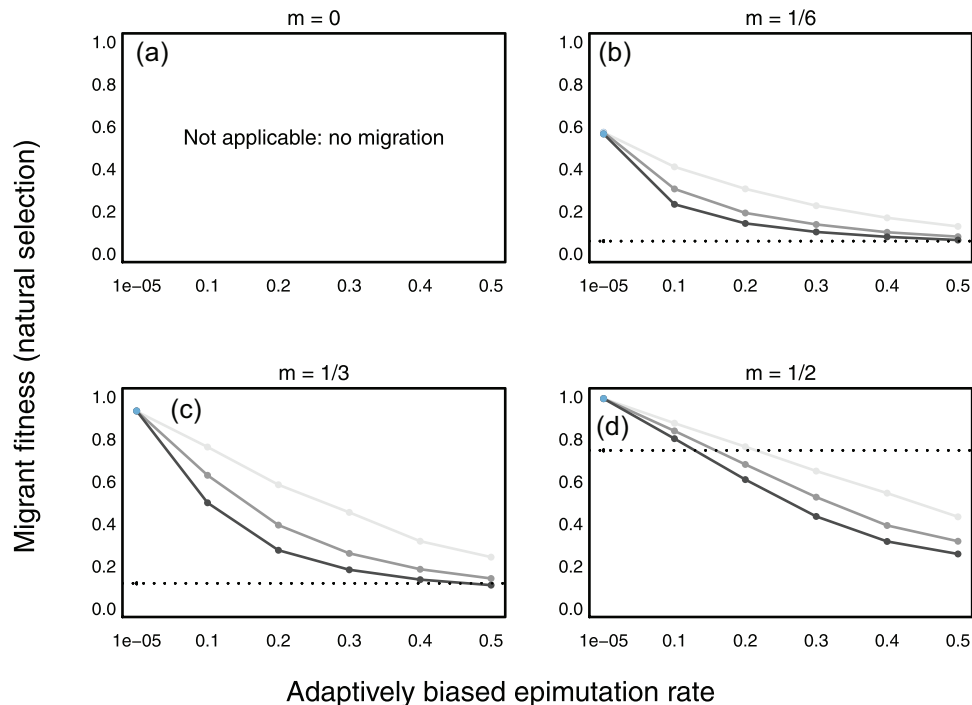 m = 0
(a)
1.0
0.8
0.6
0.4
0.2
0.0
Not applicable: no migration
1e−05 0.1 0.2 0.3 0.4 0.5
m = 1/6
(b)
1.0
0.8
0.6
0.4
0.2
0.0
1e−05 0.1 0.2 0.3 0.4 0.5
Migrant fitness (natural selection)
m = 1/3
(c)
1.0
0.8
0.6
0.4
0.2
0.0
1e−05 0.1 0.2 0.3 0.4 0.5
m = 1/2
(d)
1.0
0.8
0.6
0.4
0.2
0.0
1e−05 0.1 0.2 0.3 0.4 0.5
Adaptively biased epimutation rate